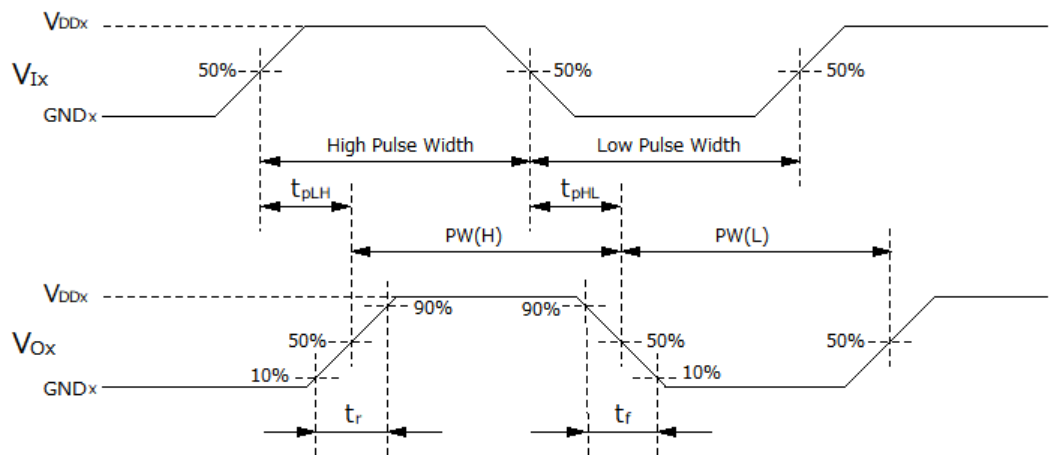 VDDx
VIx
50%
50%
50%
GNDx
High Pulse Width
Low Pulse Width
tpLH
tpHL
PW(H)
PW(L)
VDDx
90%
90%
VOx
50%
50%
50%
10%
10%
GNDx
tr
tf